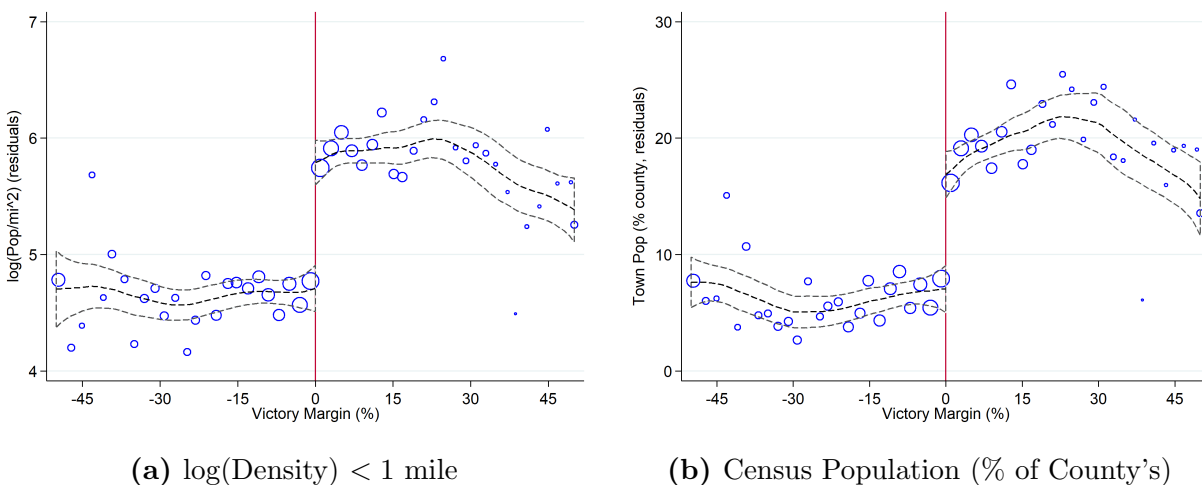 7
6
5
4
log(Pop/mi^2) (residuals)
-45 -30 -15 0 15 30 45
Victory Margin (%)
(a) log(Density) < 1 mile
30
20
10
0
Town Pop (% county, residuals)
-45 -30 -15 0 15 30 45
Victory Margin (%)
(b) Census Population (% of County's)